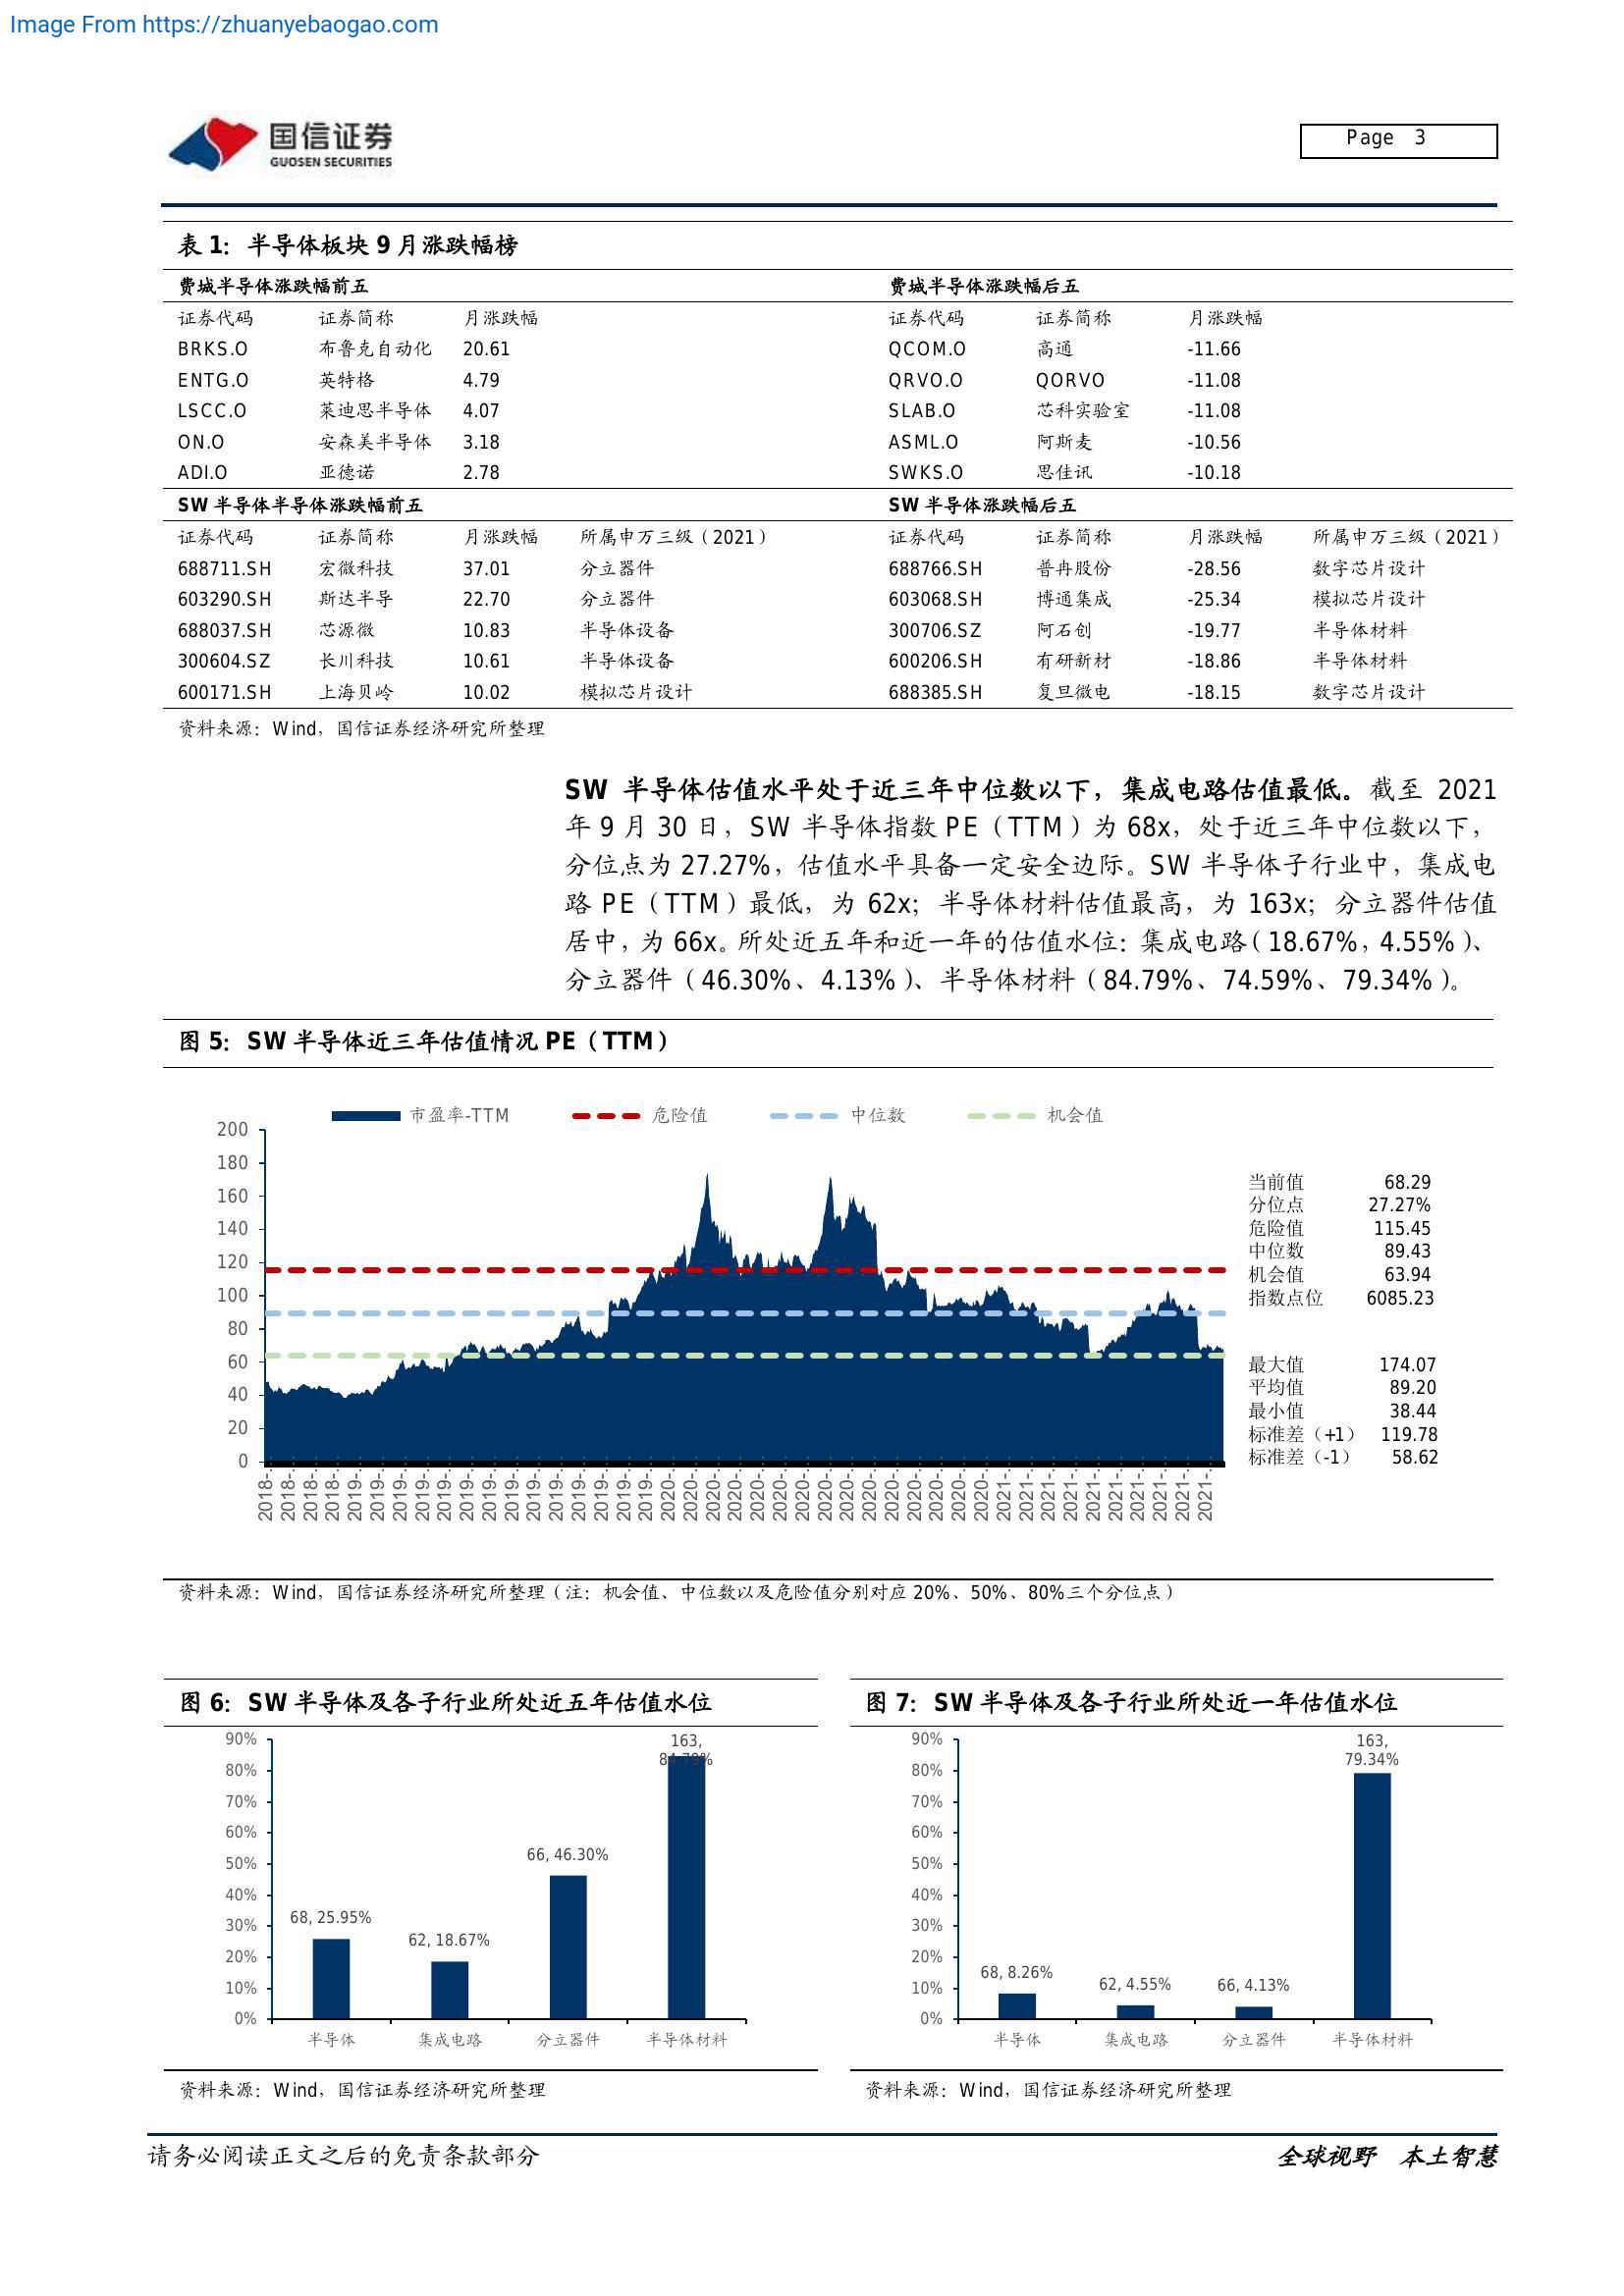 Image From https://zhuanyebaogao.com
国信证券
GUOSEN SECURITIES
Page 3
表 1：半导体板块 9 月涨跌幅榜
费城半导体涨跌幅前五 费城半导体涨跌幅后五
证券代码 证券简称 月涨跌幅 证券代码 证券简称 月涨跌幅
BRKS.O 布鲁克自动化 20.61 QCOM.O 高通 -11.66
ENTG.O 英特格 4.79 QRVO.O QORVO -11.08
LSCC.O 莱迪思半导体 4.07 SLAB.O 芯科实验室 -11.08
ON.O 安森美半导体 3.18 ASML.O 阿斯麦 -10.56
ADI.O 亚德诺 2.78 SWKS.O 思佳讯 -10.18
SW 半导体半导体涨跌幅前五 SW 半导体涨跌幅后五
证券代码 证券简称 月涨跌幅 所属申万三级（2021） 证券代码 证券简称 月涨跌幅 所属申万三级（2021）
688711.SH 宏微科技 37.01 分立器件 688766.SH 普冉股份 -28.56 数字芯片设计
603290.SH 斯达半导 22.70 分立器件 603068.SH 博通集成 -25.34 模拟芯片设计
688037.SH 芯源微 10.83 半导体设备 300706.SZ 阿石创 -19.77 半导体材料
300604.SZ 长川科技 10.61 半导体设备 600206.SH 有研新材 -18.86 半导体材料
600171.SH 上海贝岭 10.02 模拟芯片设计 688385.SH 复旦微电 -18.15 数字芯片设计
资料来源：Wind，国信证券经济研究所整理
SW 半导体估值水平处于近三年中位数以下，集成电路估值最低。截至 2021
年 9 月 30 日，SW 半导体指数 PE（TTM）为 68x，处于近三年中位数以下，
分位点为 27.27%，估值水平具备一定安全边际。SW 半导体子行业中，集成电
路 PE（TTM）最低，为 62x；半导体材料估值最高，为 163x；分立器件估值
居中，为 66x。所处近五年和近一年的估值水位：集成电路（18.67%，4.55%）、
分立器件（46.30%、4.13%）、半导体材料（84.79%、74.59%、79.34%）。
图 5：SW 半导体近三年估值情况 PE（TTM）
市盈率-TTM 危险值 中位数 机会值
200
180
160
140
120
100
80
60
40
20
0
2018-. 2018-. 2018-. 2018-. 2019-. 2019-. 2019-. 2019-. 2019-. 2019-. 2019-. 2019-. 2019-. 2019-. 2019-. 2019-. 2019-. 2019-. 2020-. 2020-. 2020-. 2020-. 2020-. 2020-. 2020-. 2020-. 2020-. 2020-. 2020-. 2020-. 2020-. 2020-. 2020-. 2021-. 2021-. 2021-. 2021-. 2021-. 2021-. 2021-. 2021-. 2021-. 2021-.
当前值 68.29
分位点 27.27%
危险值 115.45
中位数 89.43
机会值 63.94
指数点位 6085.23
最大值 174.07
平均值 89.20
最小值 38.44
标准差（+1） 119.78
标准差（-1） 58.62
资料来源：Wind，国信证券经济研究所整理（注：机会值、中位数以及危险值分别对应 20%、50%、80%三个分位点）
图 6：SW 半导体及各子行业所处近五年估值水位
90%
80%
70%
60%
50%
40%
30%
20%
10%
0%
68, 25.95%
62, 18.67%
66, 46.30%
163,
84.79%
半导体 集成电路 分立器件 半导体材料
资料来源：Wind，国信证券经济研究所整理
图 7：SW 半导体及各子行业所处近一年估值水位
90%
80%
70%
60%
50%
40%
30%
20%
10%
0%
68, 8.26%
62, 4.55%
66, 4.13%
163,
79.34%
半导体 集成电路 分立器件 半导体材料
资料来源：Wind，国信证券经济研究所整理
请务必阅读正文之后的免责条款部分
全球视野 本土智慧